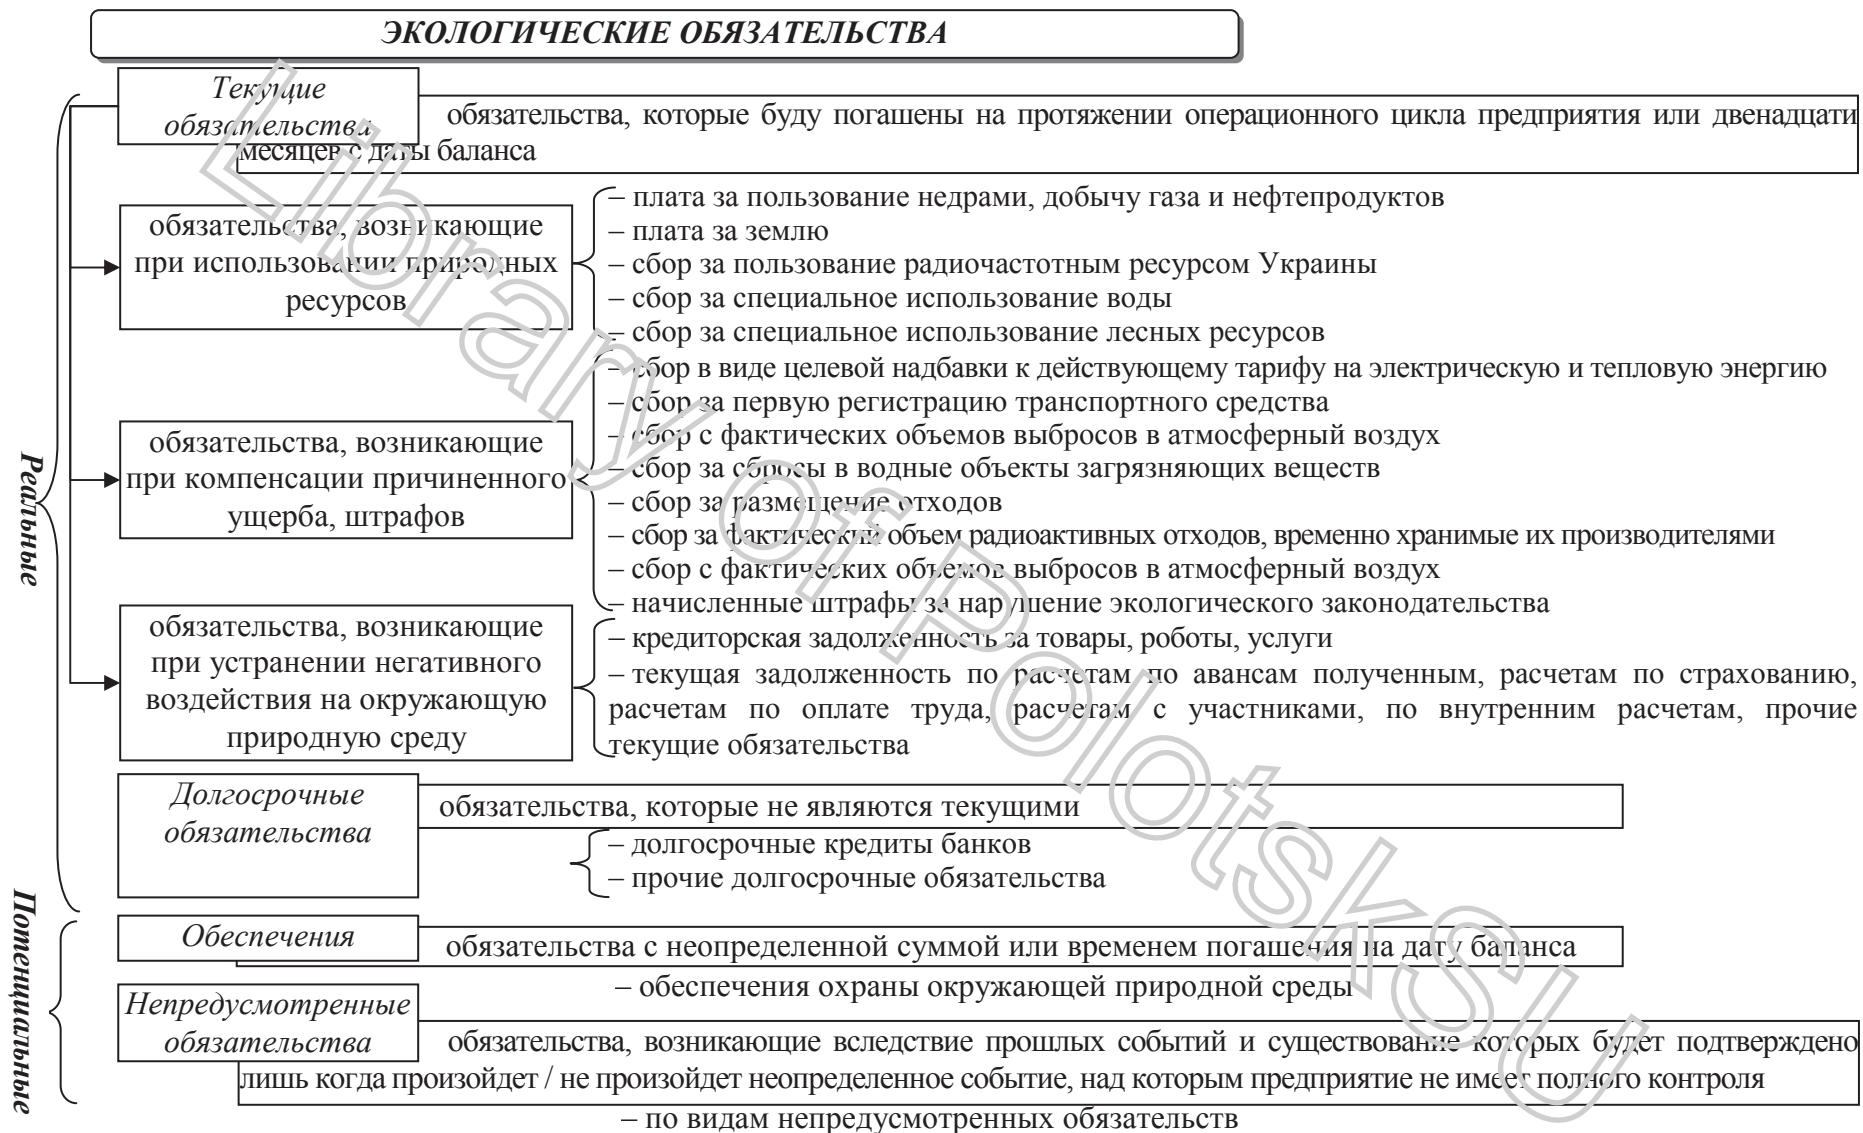 ЭКОЛОГИЧЕСКИЕ ОБЯЗАТЕЛЬСТВА
Реальные
Текущие
обязательства
обязательства, которые буду погашены на протяжении операционного цикла предприятия или двенадцати
месяцев с даты баланса
обязательства, возникающие
при использовании природных
ресурсов
– плата за пользование недрами, добычу газа и нефтепродуктов
– плата за землю
– сбор за пользование радиочастотным ресурсом Украины
– сбор за специальное использование воды
– сбор за специальное использование лесных ресурсов
обязательства, возникающие
при компенсации причиненного
ущерба, штрафов
– сбор в виде целевой надбавки к действующему тарифу на электрическую и тепловую энергию
– сбор за первую регистрацию транспортного средства
– сбор с фактических объемов выбросов в атмосферный воздух
– сбор за сбросы в водные объекты загрязняющих веществ
– сбор за размещение отходов
– сбор за фактический объем радиоактивных отходов, временно хранимые их производителями
– сбор с фактических объемов выбросов в атмосферный воздух
– начисленные штрафы за нарушение экологического законодательства
обязательства, возникающие
при устранении негативного
воздействия на окружающую
природную среду
– кредиторская задолженность за товары, роботы, услуги
– текущая задолженность по расчетам по авансам полученным, расчетам по страхованию,
расчетам по оплате труда, расчетам с участниками, по внутренним расчетам, прочие
текущие обязательства
Долгосрочные
обязательства
обязательства, которые не являются текущими
– долгосрочные кредиты банков
– прочие долгосрочные обязательства
Потенциальные
Обеспечения
обязательства с неопределенной суммой или временем погашения на дату баланса
– обеспечения охраны окружающей природной среды
Непредусмотренные
обязательства
обязательства, возникающие вследствие прошлых событий и существование которых будет подтверждено
лишь когда произойдет / не произойдет неопределенное событие, над которым предприятие не имеет полного контроля
– по видам непредусмотренных обязательств
Library of PolotskSU